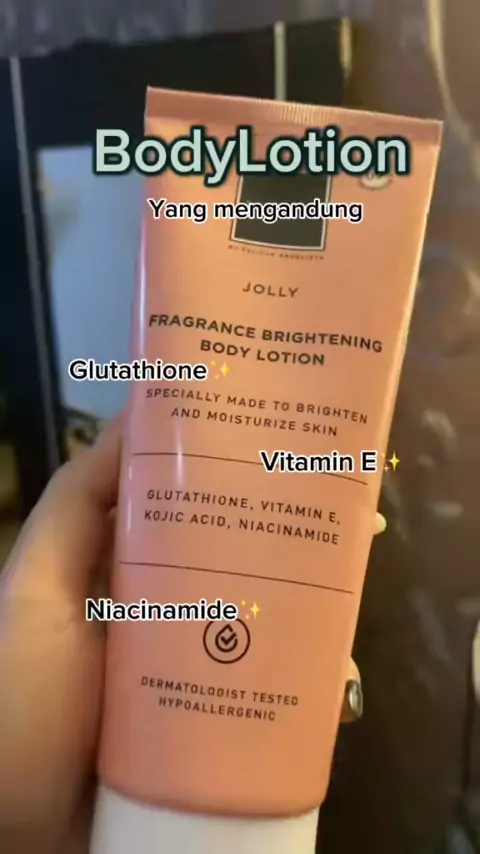 BodyLotion
Yang mengandung
JOLLY
FRAGRANCE BRIGHTENING
BODY LOTION
Glutathione✨
SPECIALLY MADE TO BRIGHTEN
AND MOISTURIZE SKIN
Vitamin E✨
GLUTATHIONE, VITAMIN E,
KOJIC ACID, NIACINAMIDE
Niacinamide✨
DERMATOLOGIST TESTED
HYPOALLERGENIC